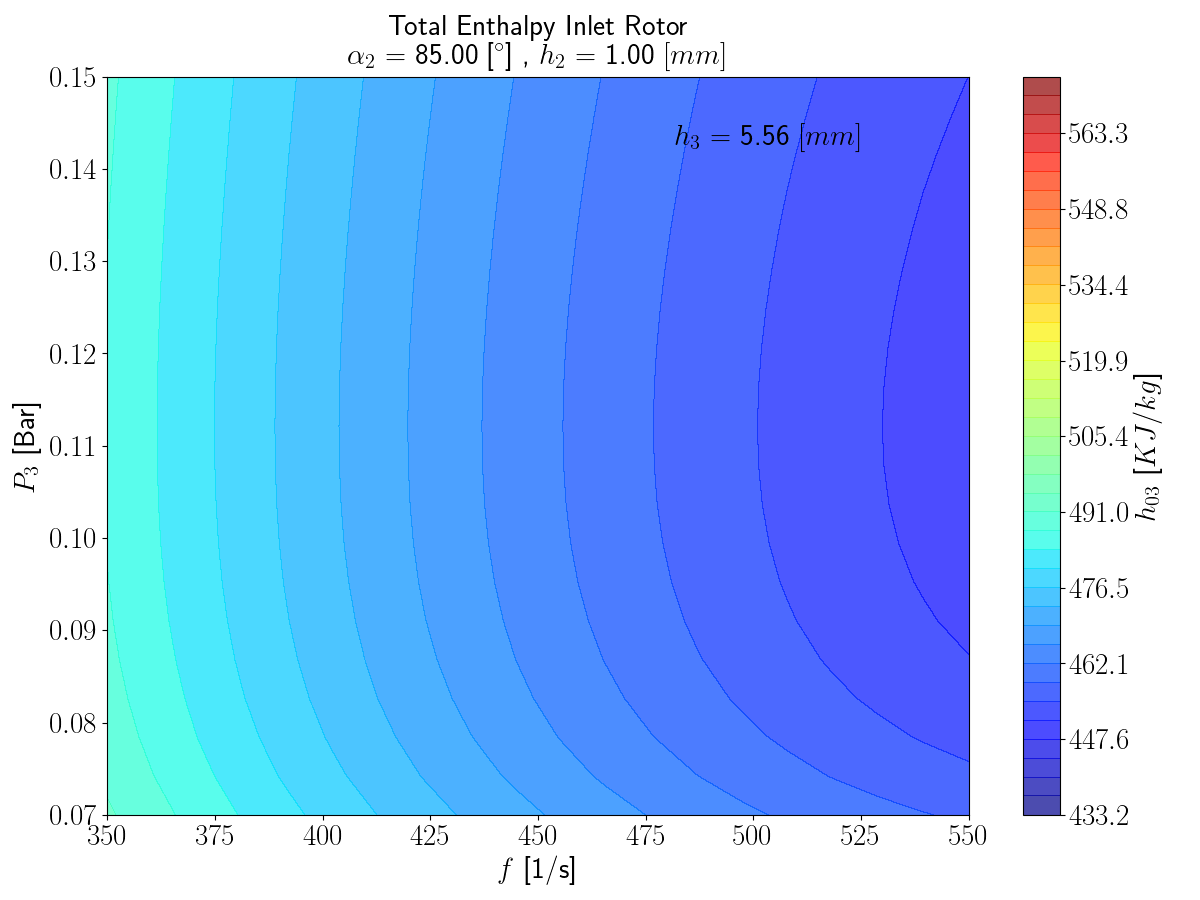 Total Enthalpy Inlet Rotor
α₂ = 85.00 [°] , h₂ = 1.00 [mm]
h₃ = 5.56 [mm]
0.15
0.14
0.13
0.12
0.11
0.10
0.09
0.08
0.07
P₃ [Bar]
350 375 400 425 450 475 500 525 550
f [1/s]
563.3
548.8
534.4
519.9
505.4
491.0
476.5
462.1
447.6
433.2
h₀₃ [KJ/kg]